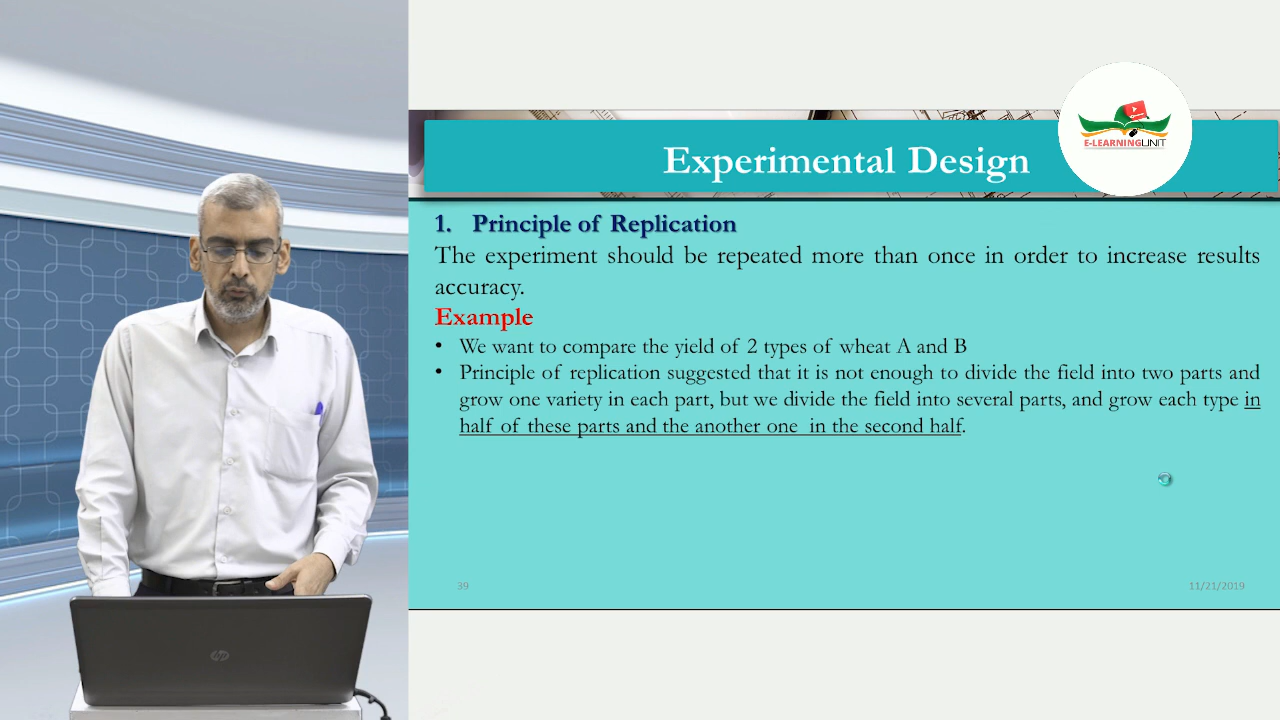 E-LEARNING UNIT
Experimental Design
1. Principle of Replication
The experiment should be repeated more than once in order to increase results
accuracy.
Example
• We want to compare the yield of 2 types of wheat A and B
• Principle of replication suggested that it is not enough to divide the field into two parts and
grow one variety in each part, but we divide the field into several parts, and grow each type in
half of these parts and the another one in the second half.
39
11/21/2019
hp